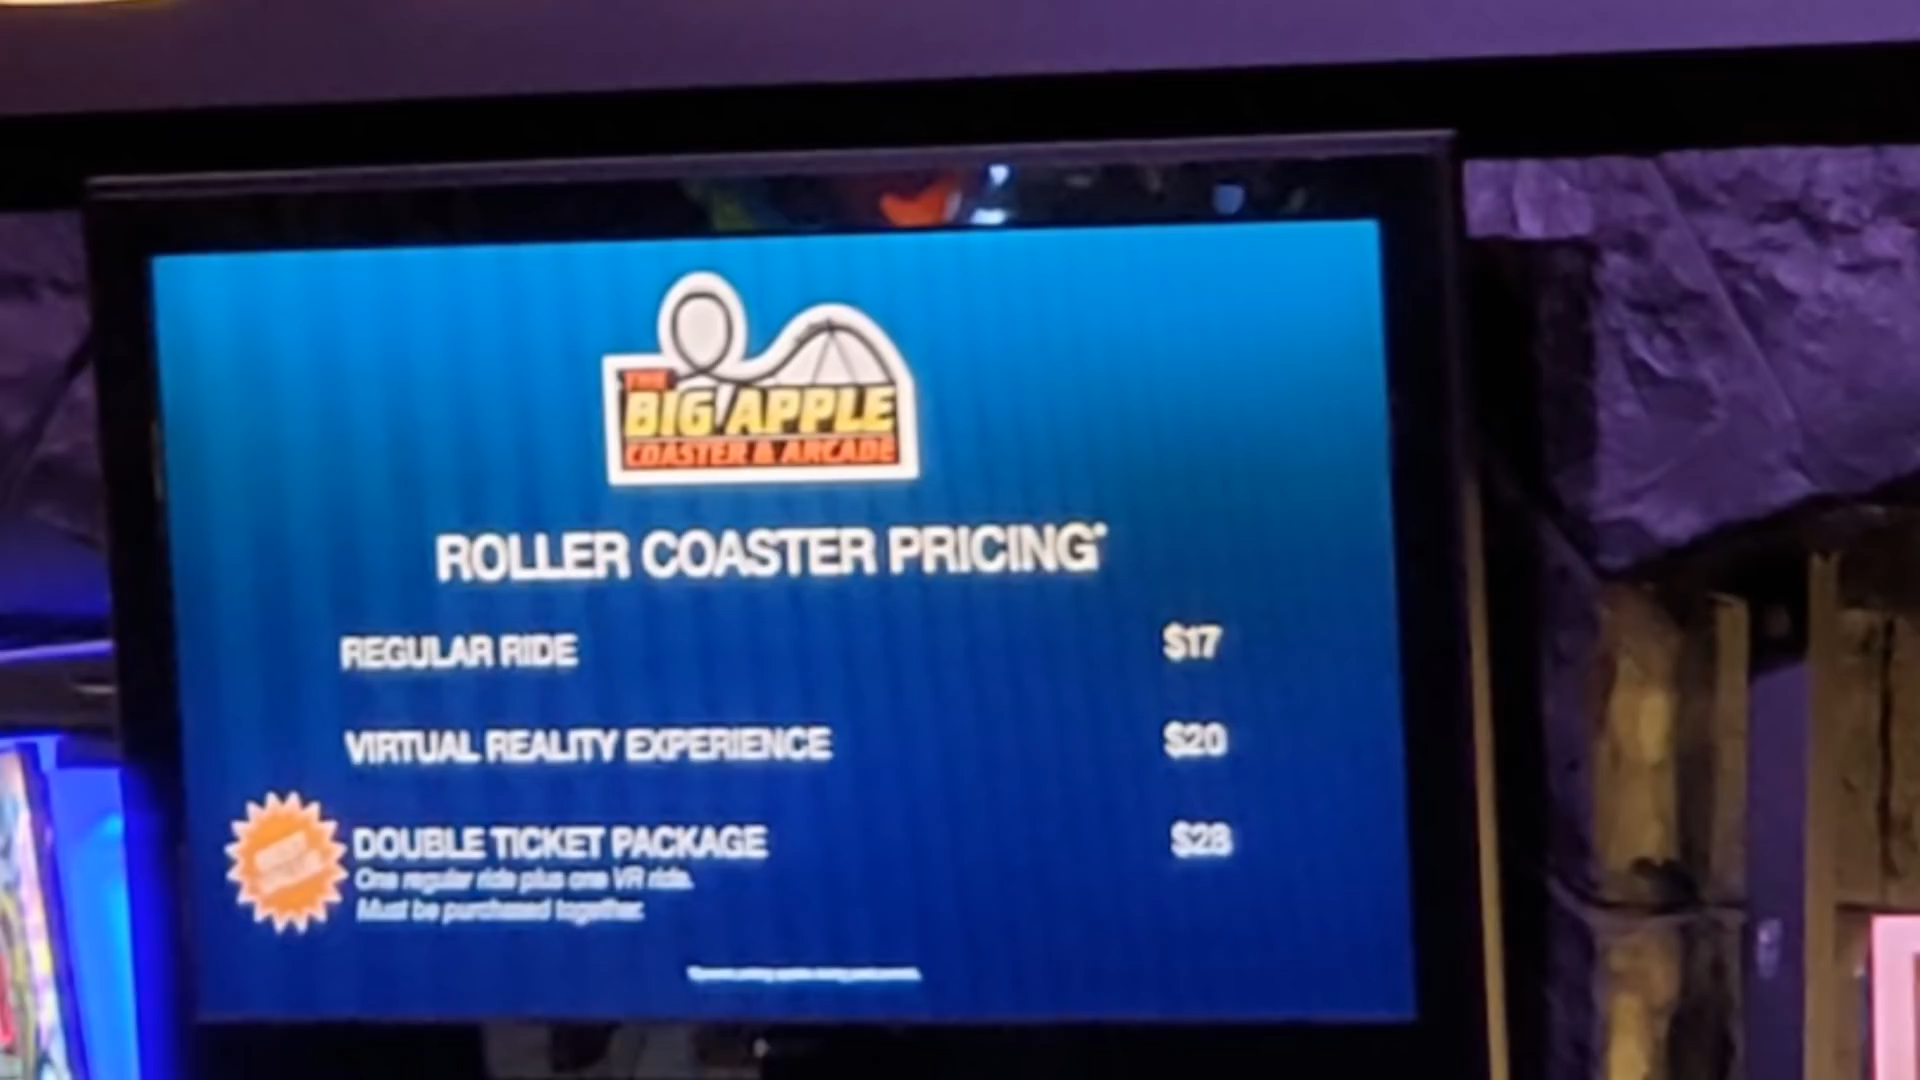 THE
BIG APPLE
COASTER & ARCADE
ROLLER COASTER PRICING*
REGULAR RIDE $17
VIRTUAL REALITY EXPERIENCE $20
DOUBLE TICKET PACKAGE $28
One regular ride plus one VR ride.
Must be purchased together.